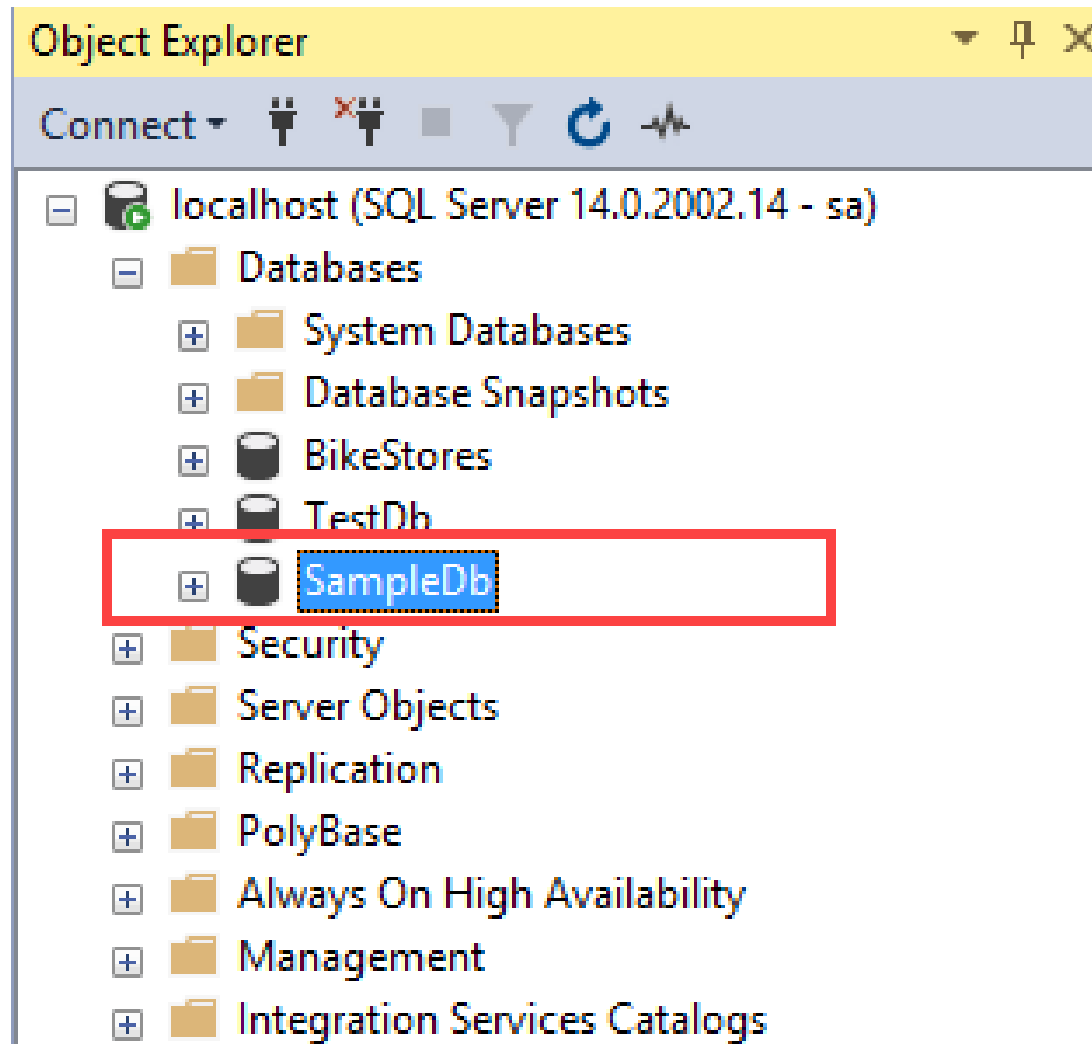 Object Explorer
Connect
localhost (SQL Server 14.0.2002.14 - sa)
Databases
System Databases
Database Snapshots
BikeStores
TestDb
SampleDb
Security
Server Objects
Replication
PolyBase
Always On High Availability
Management
Integration Services Catalogs